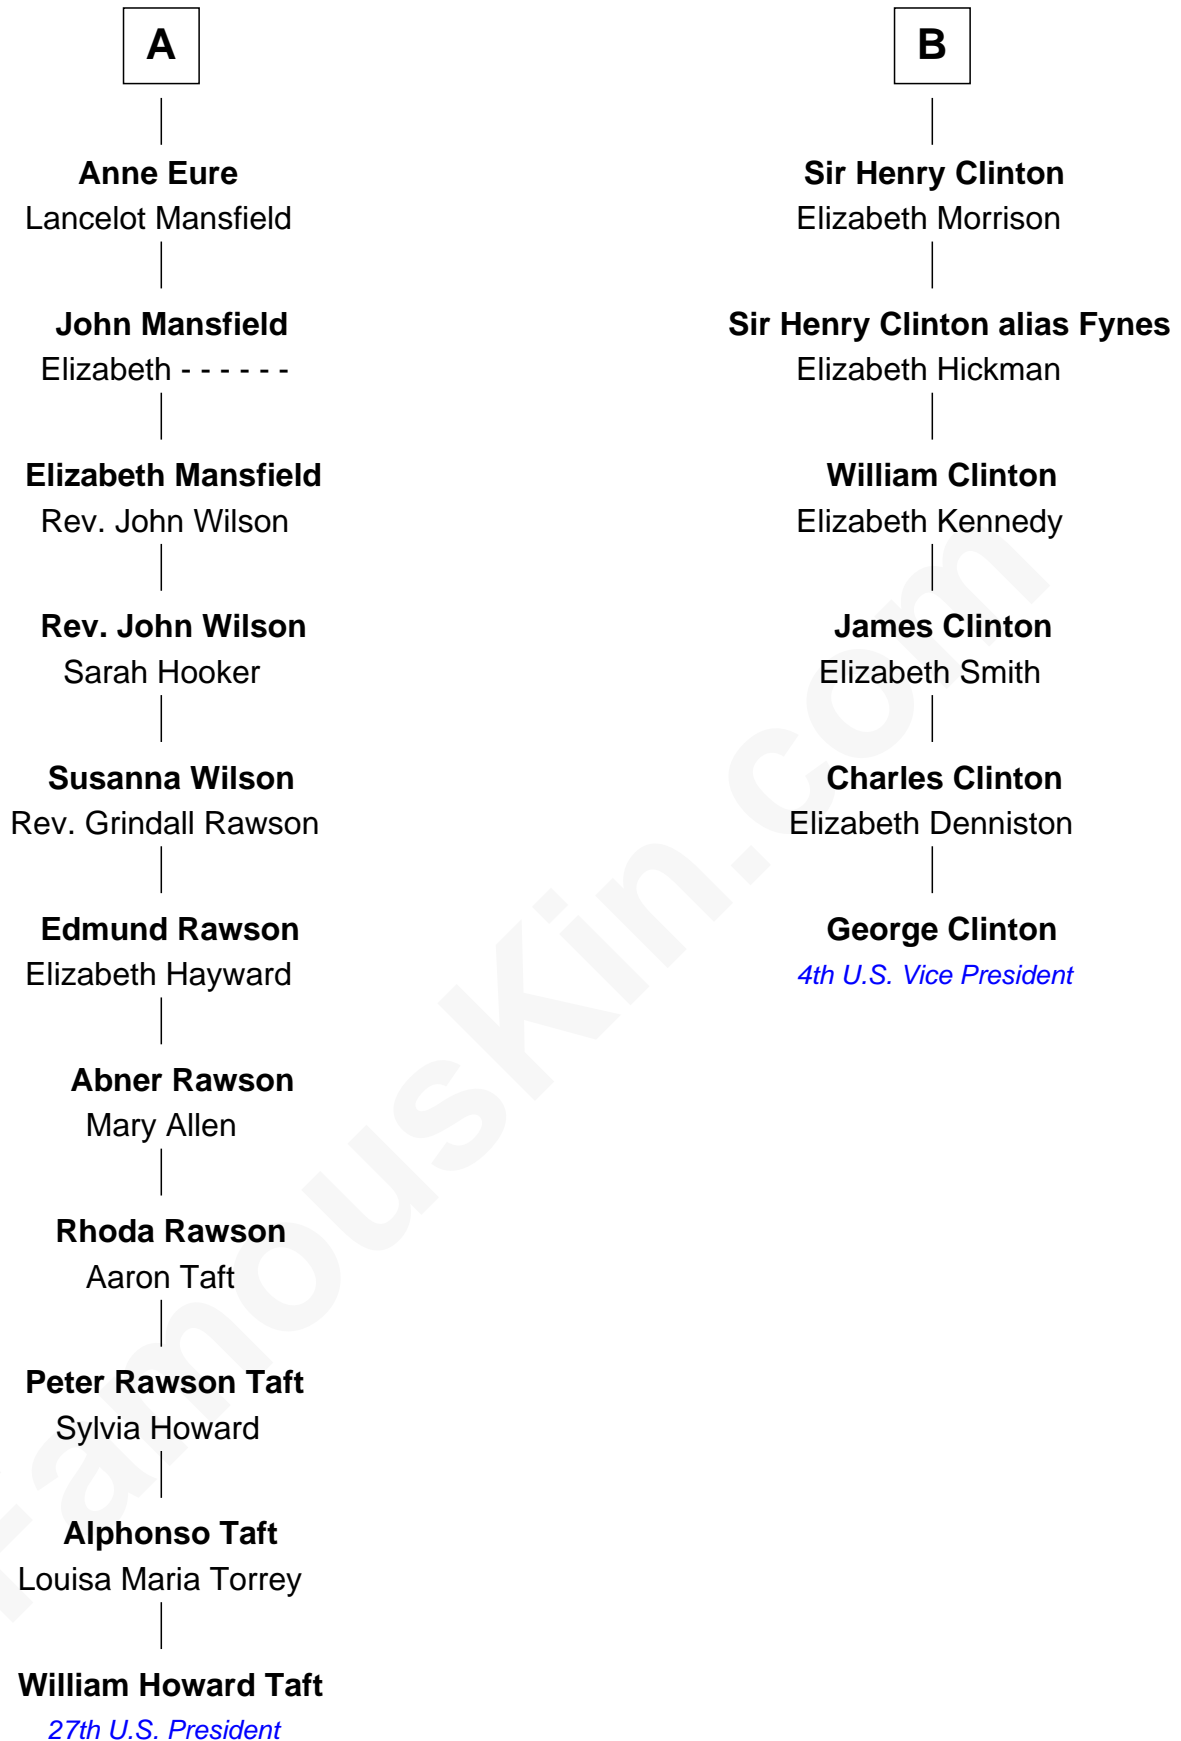 A
Anne Eure
Lancelot Mansfield
John Mansfield
Elizabeth - - - - - -
Elizabeth Mansfield
Rev. John Wilson
Rev. John Wilson
Sarah Hooker
Susanna Wilson
Rev. Grindall Rawson
Edmund Rawson
Elizabeth Hayward
Abner Rawson
Mary Allen
Rhoda Rawson
Aaron Taft
Peter Rawson Taft
Sylvia Howard
Alphonso Taft
Louisa Maria Torrey
William Howard Taft
27th U.S. President
B
Sir Henry Clinton
Elizabeth Morrison
Sir Henry Clinton alias Fynes
Elizabeth Hickman
William Clinton
Elizabeth Kennedy
James Clinton
Elizabeth Smith
Charles Clinton
Elizabeth Denniston
George Clinton
4th U.S. Vice President
FamousKin.com